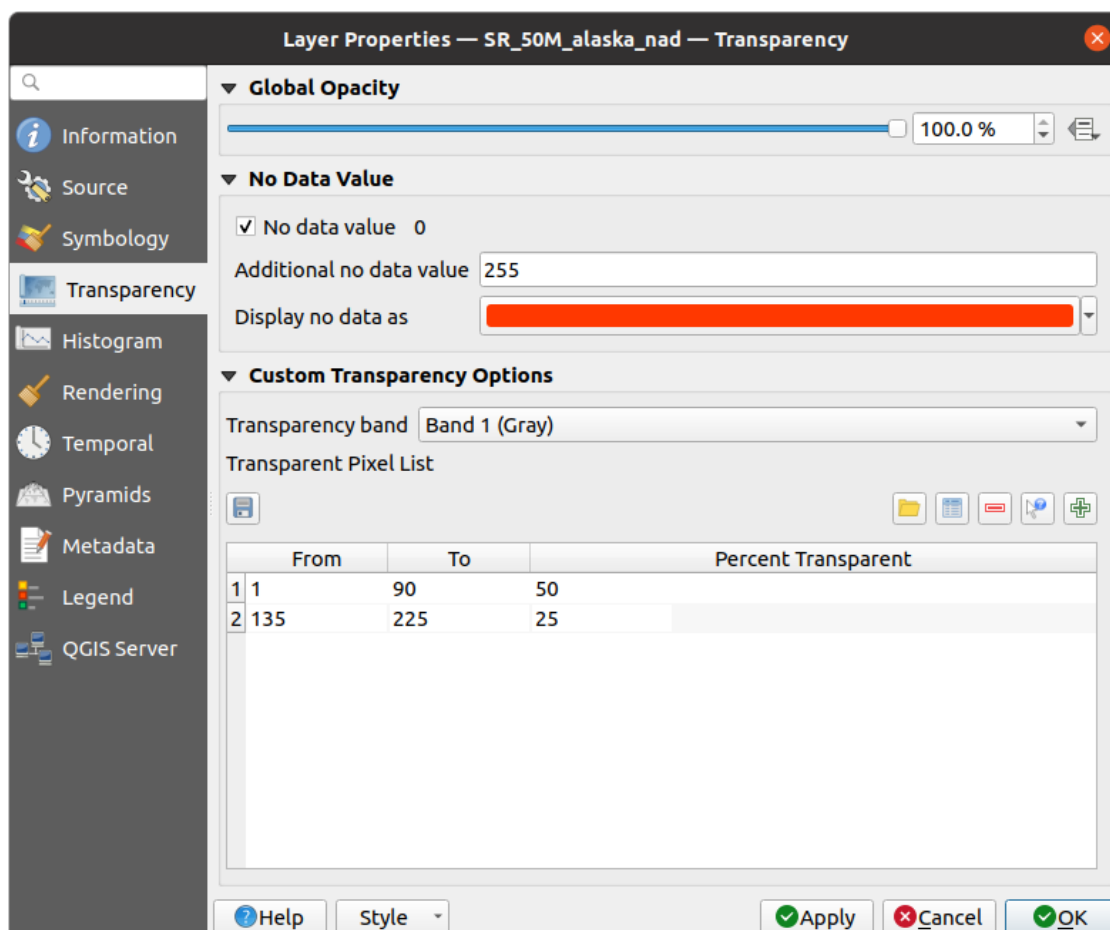 Layer Properties — SR_50M_alaska_nad — Transparency
Information
Source
Symbology
Transparency
Histogram
Rendering
Temporal
Pyramids
Metadata
Legend
QGIS Server
Global Opacity
100.0 %
No Data Value
No data value 0
Additional no data value 255
Display no data as
Custom Transparency Options
Transparency band Band 1 (Gray)
Transparent Pixel List
From To Percent Transparent
1 1 90 50
2 135 225 25
Help Style Apply Cancel OK